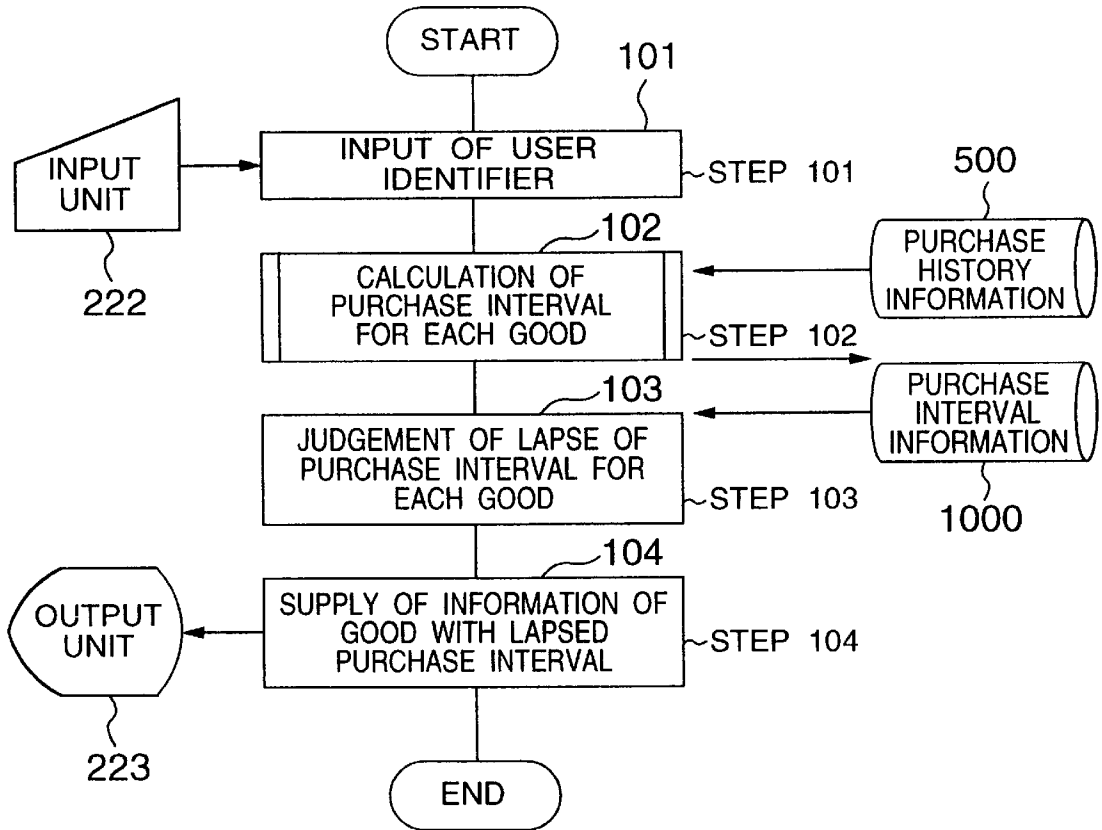 START
101
INPUT OF USER
IDENTIFIER
STEP 101
INPUT
UNIT
222
102
CALCULATION OF
PURCHASE INTERVAL
FOR EACH GOOD
STEP 102
500
PURCHASE
HISTORY
INFORMATION
PURCHASE
INTERVAL
INFORMATION
1000
103
JUDGEMENT OF LAPSE OF
PURCHASE INTERVAL FOR
EACH GOOD
STEP 103
104
SUPPLY OF INFORMATION OF
GOOD WITH LAPSED
PURCHASE INTERVAL
STEP 104
OUTPUT
UNIT
223
END